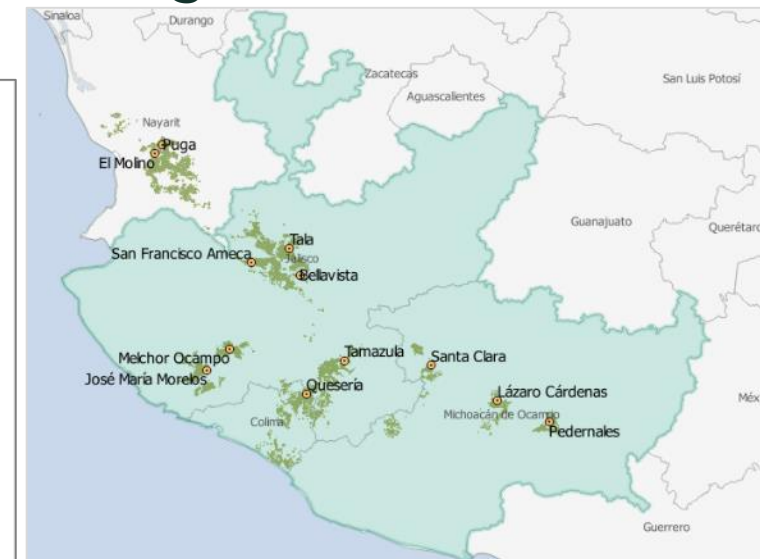 Sinaloa
Durango
Zacatecas
San Luis Potosí
Aguascalientes
Nayarit
Puga
El Molino
Guanajuato
Querétaro
Tala
San Francisco Ameca
Jalisco
Bellavista
Melchor Ocampo
Tamazula
Santa Clara
José María Morelos
Quesería
Lázaro Cárdenas
Colima
Michoacán de Ocampo
Pedernales
Méx
Guerrero